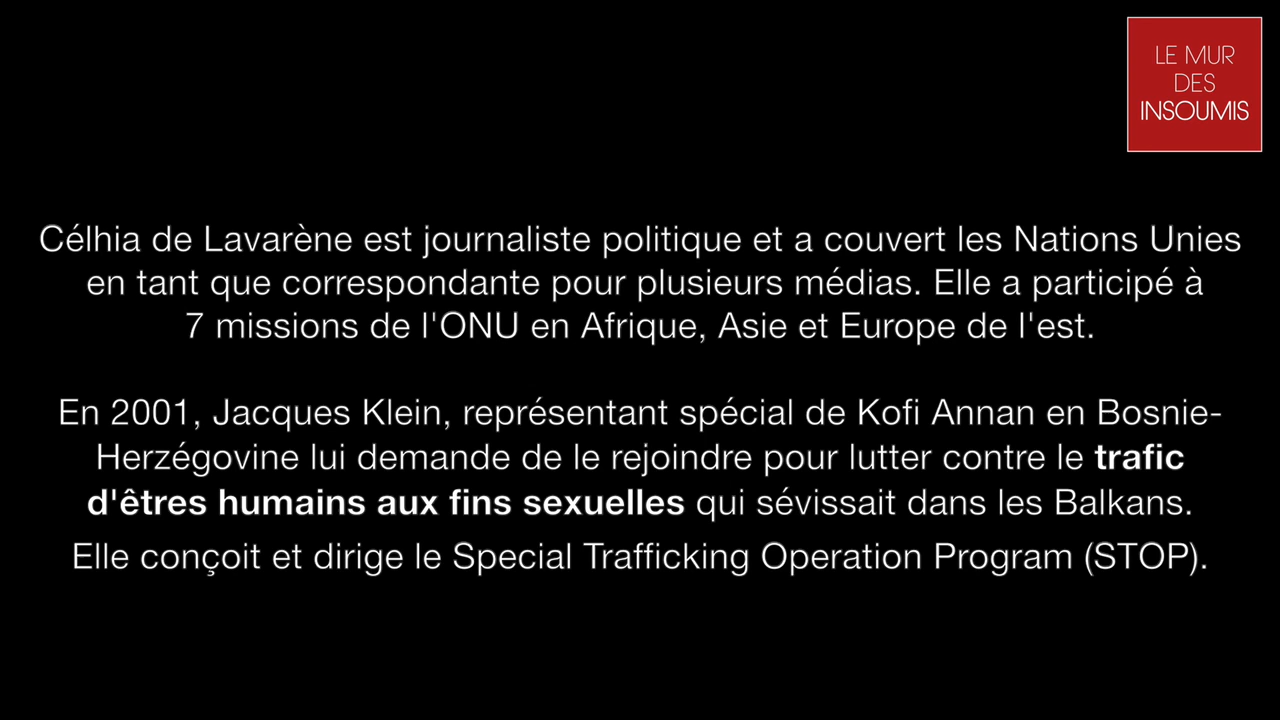 LE MUR
DES
INSOUMIS
Célhia de Lavarène est journaliste politique et a couvert les Nations Unies
en tant que correspondante pour plusieurs médias. Elle a participé à
7 missions de l'ONU en Afrique, Asie et Europe de l'est.
En 2001, Jacques Klein, représentant spécial de Kofi Annan en Bosnie-
Herzégovine lui demande de le rejoindre pour lutter contre le trafic
d'êtres humains aux fins sexuelles qui sévissait dans les Balkans.
Elle conçoit et dirige le Special Trafficking Operation Program (STOP).